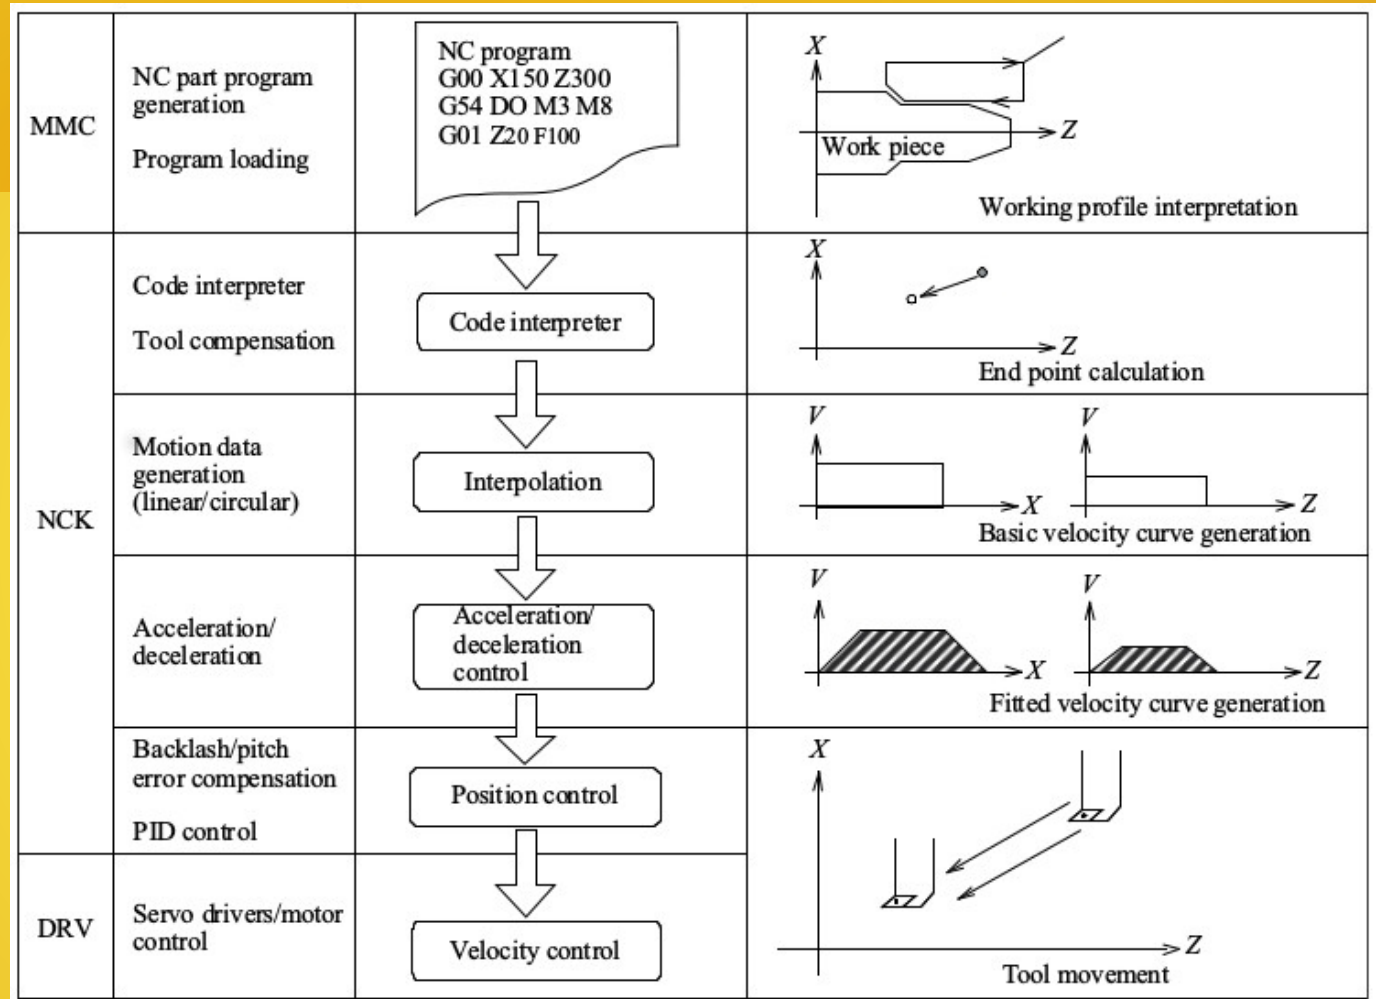 MMC
NC part program
generation
Program loading
NC program
G00 X150 Z300
G54 DO M3 M8
G01 Z20 F100
X
Z
Work piece
Working profile interpretation
NCK
Code interpreter
Tool compensation
Code interpreter
X
Z
End point calculation
Motion data
generation
(linear/circular)
Interpolation
V
X
V
Z
Basic velocity curve generation
Acceleration/
deceleration
Acceleration/
deceleration
control
V
X
V
Z
Fitted velocity curve generation
Backlash/pitch
error compensation
PID control
Position control
X
Z
Tool movement
DRV
Servo drivers/motor
control
Velocity control